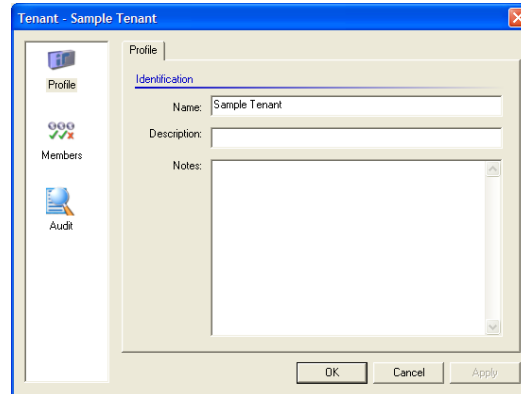 Tenant - Sample Tenant
Profile
Members
Audit
Profile
Identification
Name: Sample Tenant
Description:
Notes:
OK Cancel Apply